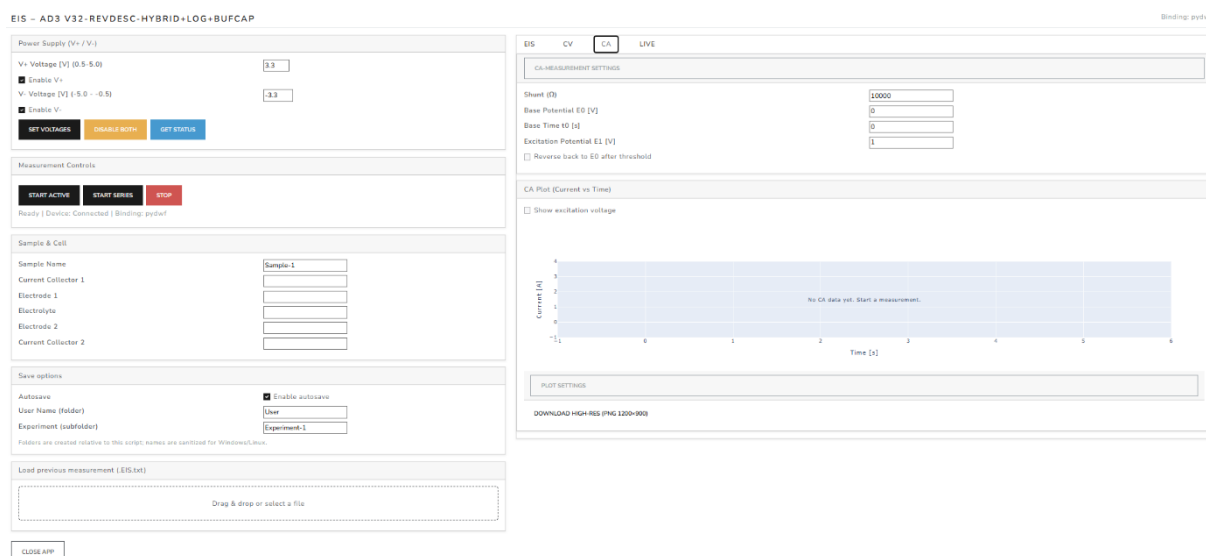 EIS – AD3 V32-REVDESC-HYBRID+LOG+BUFCAP
Binding: pydw
Power Supply (V+ / V-)
V+ Voltage [V] (0.5-5.0) 3.3
Enable V+
V- Voltage [V] (-5.0 - -0.5) -3.3
Enable V-
SET VOLTAGES DISABLE BOTH GET STATUS
Measurement Controls
START ACTIVE START SERIES STOP
Ready | Device: Connected | Binding: pydwf
Sample & Cell
Sample Name Sample-1
Current Collector 1
Electrode 1
Electrolyte
Electrode 2
Current Collector 2
Save options
Autosave Enable autosave
User Name (folder) User
Experiment (subfolder) Experiment-1
Folders are created relative to this script; names are sanitized for Windows/Linux.
Load previous measurement (.EIS.txt)
Drag & drop or select a file
CLOSE APP
EIS CV CA LIVE
CA-MEASUREMENT SETTINGS
Shunt (Ω) 10000
Base Potential E0 [V] 0
Base Time t0 [s] 0
Excitation Potential E1 [V] 1
Reverse back to E0 after threshold
CA Plot (Current vs Time)
Show excitation voltage
4
3
2
1
0
−1
Current [A]
No CA data yet. Start a measurement.
−1 0 1 2 3 4 5 6
Time [s]
PLOT SETTINGS
DOWNLOAD HIGH-RES (PNG 1200×900)